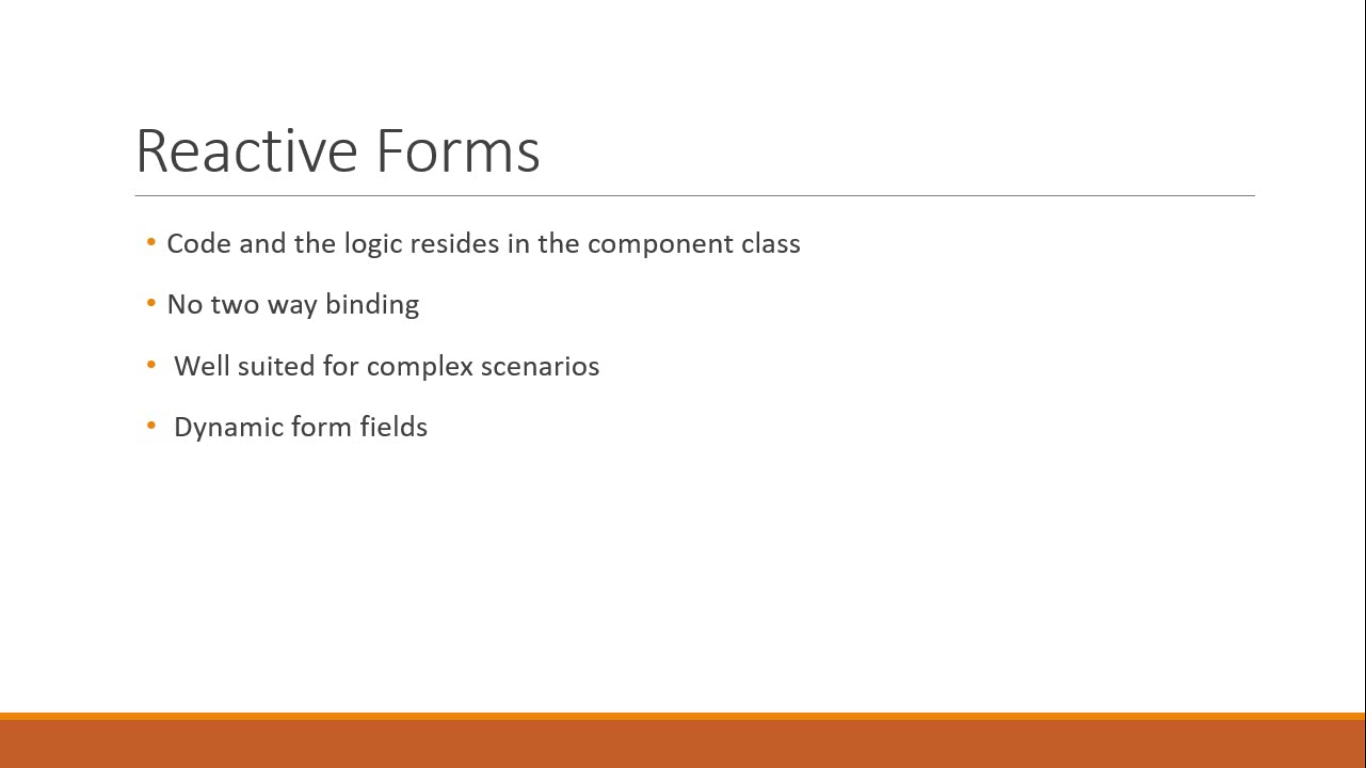 Reactive Forms
• Code and the logic resides in the component class
• No two way binding
• Well suited for complex scenarios
• Dynamic form fields